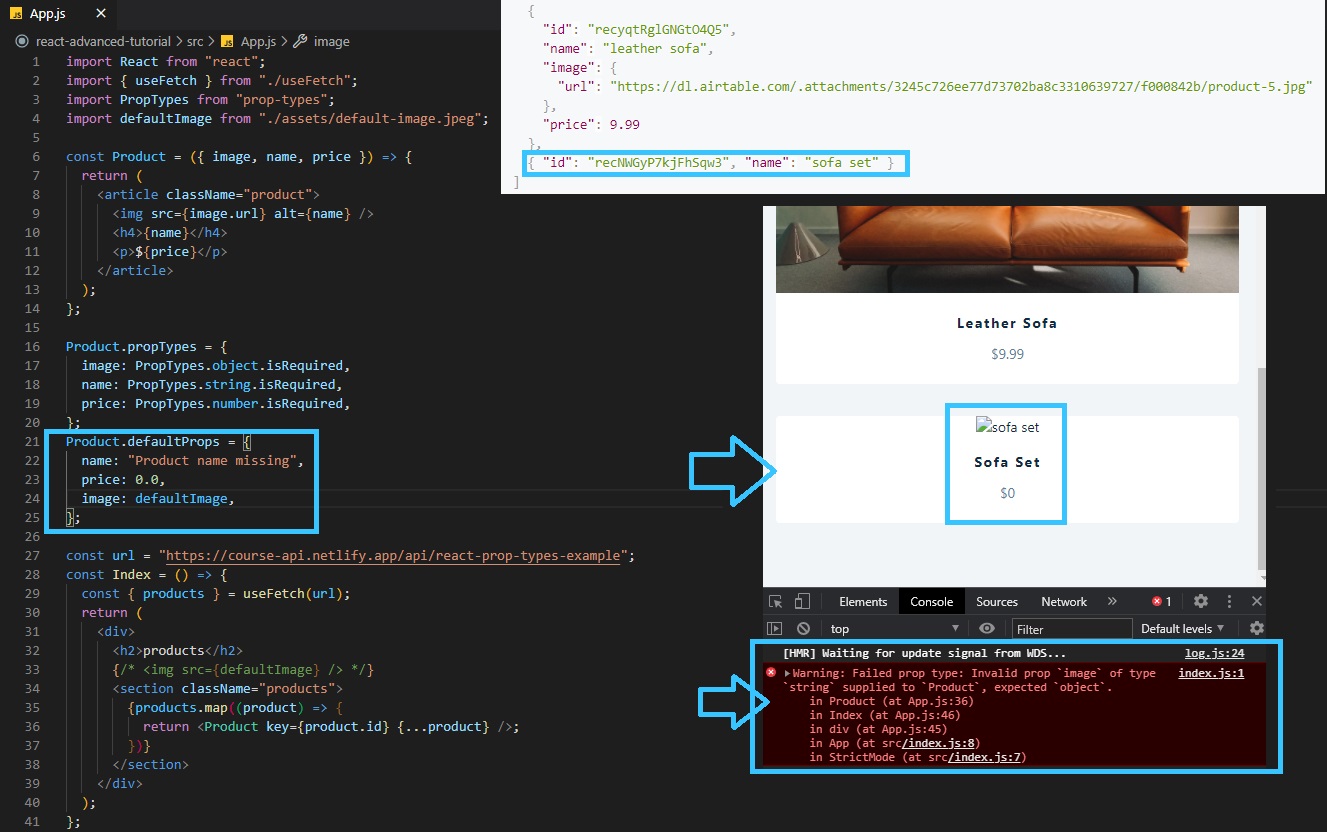 App.js
react-advanced-tutorial > src > App.js > image
1 import React from "react";
2 import { useFetch } from "./useFetch";
3 import PropTypes from "prop-types";
4 import defaultImage from "./assets/default-image.jpeg";
5
6 const Product = ({ image, name, price }) => {
7 return (
8 <article className="product">
9 <img src={image.url} alt={name} />
10 <h4>{name}</h4>
11 <p>${price}</p>
12 </article>
13 );
14 };
15
16 Product.propTypes = {
17 image: PropTypes.object.isRequired,
18 name: PropTypes.string.isRequired,
19 price: PropTypes.number.isRequired,
20 };
21 Product.defaultProps = {
22 name: "Product name missing",
23 price: 0.0,
24 image: defaultImage,
25 };
26
27 const url = "https://course-api.netlify.app/api/react-prop-types-example";
28 const Index = () => {
29 const { products } = useFetch(url);
30 return (
31 <div>
32 <h2>products</h2>
33 {/* <img src={defaultImage} /> */}
34 <section className="products">
35 {products.map((product) => {
36 return <Product key={product.id} {...product} />;
37 })}
38 </section>
39 </div>
40 );
41 };
{
"id": "recyqtRglGNGtO4Q5",
"name": "leather sofa",
"image": {
"url": "https://dl.airtable.com/.attachments/3245c726ee77d73702ba8c3310639727/f000842b/product-5.jpg"
},
"price": 9.99
},
{ "id": "recNWGyP7kjFhSqw3", "name": "sofa set" }
]
Leather Sofa
$9.99
sofa set
Sofa Set
$0
Elements Console Sources Network » 1
top Filter Default levels
[HMR] Waiting for update signal from WDS... log.js:24
Warning: Failed prop type: Invalid prop `image` of type index.js:1
`string` supplied to `Product`, expected `object`.
in Product (at App.js:36)
in Index (at App.js:46)
in div (at App.js:45)
in App (at src/index.js:8)
in StrictMode (at src/index.js:7)